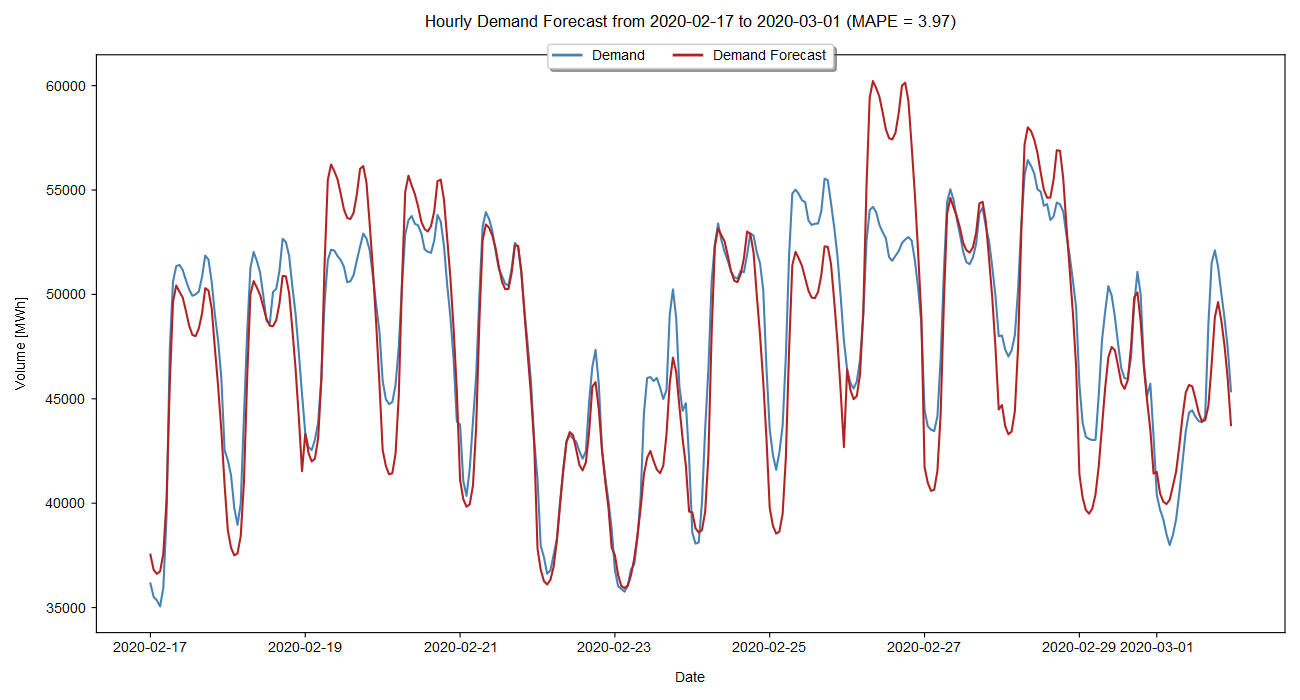 Hourly Demand Forecast from 2020-02-17 to 2020-03-01 (MAPE = 3.97)
Demand
Demand Forecast
60000
55000
50000
45000
40000
35000
Volume [MWh]
2020-02-17
2020-02-19
2020-02-21
2020-02-23
2020-02-25
2020-02-27
2020-02-29
2020-03-01
Date